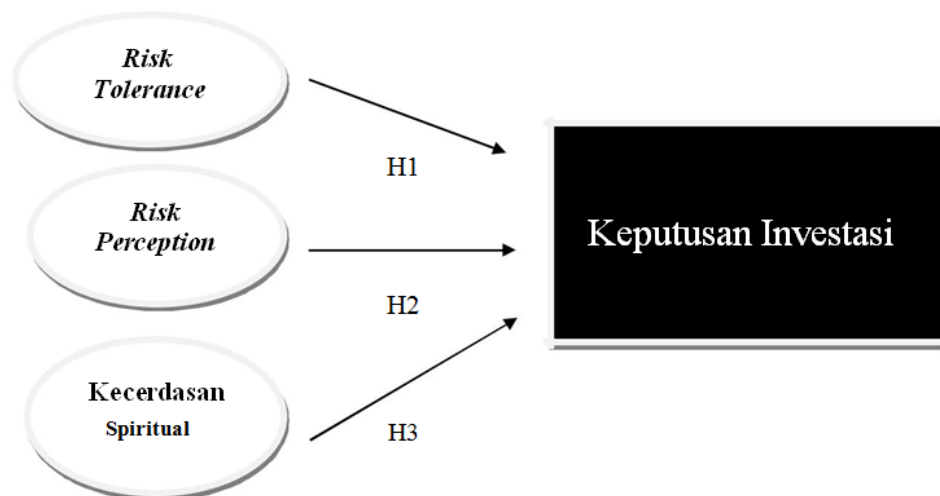 Risk
Tolerance
H1
Risk
Perception
Keputusan Investasi
H2
Kecerdasan
Spiritual
H3